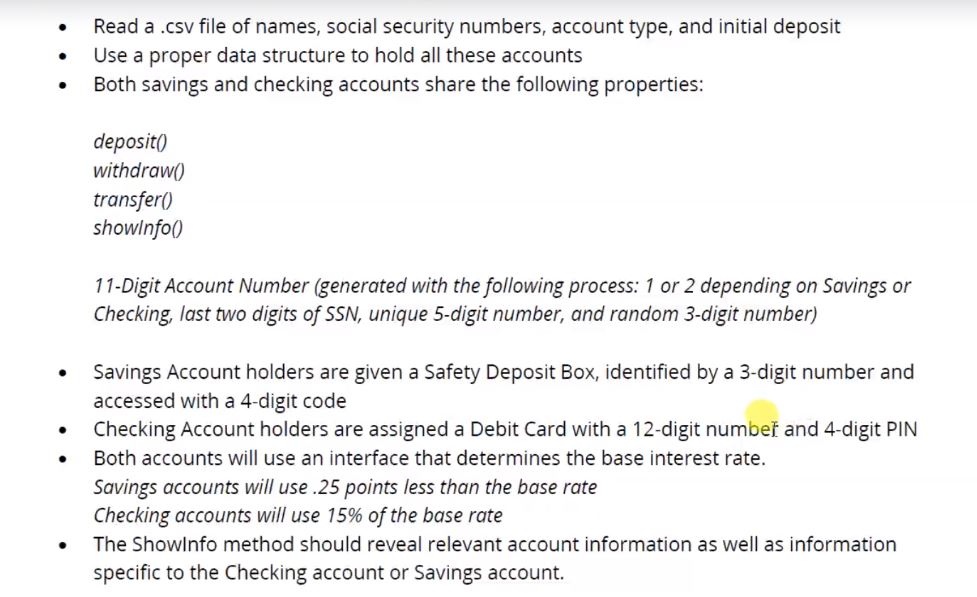 • Read a .csv file of names, social security numbers, account type, and initial deposit
• Use a proper data structure to hold all these accounts
• Both savings and checking accounts share the following properties:
deposit()
withdraw()
transfer()
showInfo()
11-Digit Account Number (generated with the following process: 1 or 2 depending on Savings or
Checking, last two digits of SSN, unique 5-digit number, and random 3-digit number)
• Savings Account holders are given a Safety Deposit Box, identified by a 3-digit number and
accessed with a 4-digit code
• Checking Account holders are assigned a Debit Card with a 12-digit number and 4-digit PIN
• Both accounts will use an interface that determines the base interest rate.
Savings accounts will use .25 points less than the base rate
Checking accounts will use 15% of the base rate
• The ShowInfo method should reveal relevant account information as well as information
specific to the Checking account or Savings account.